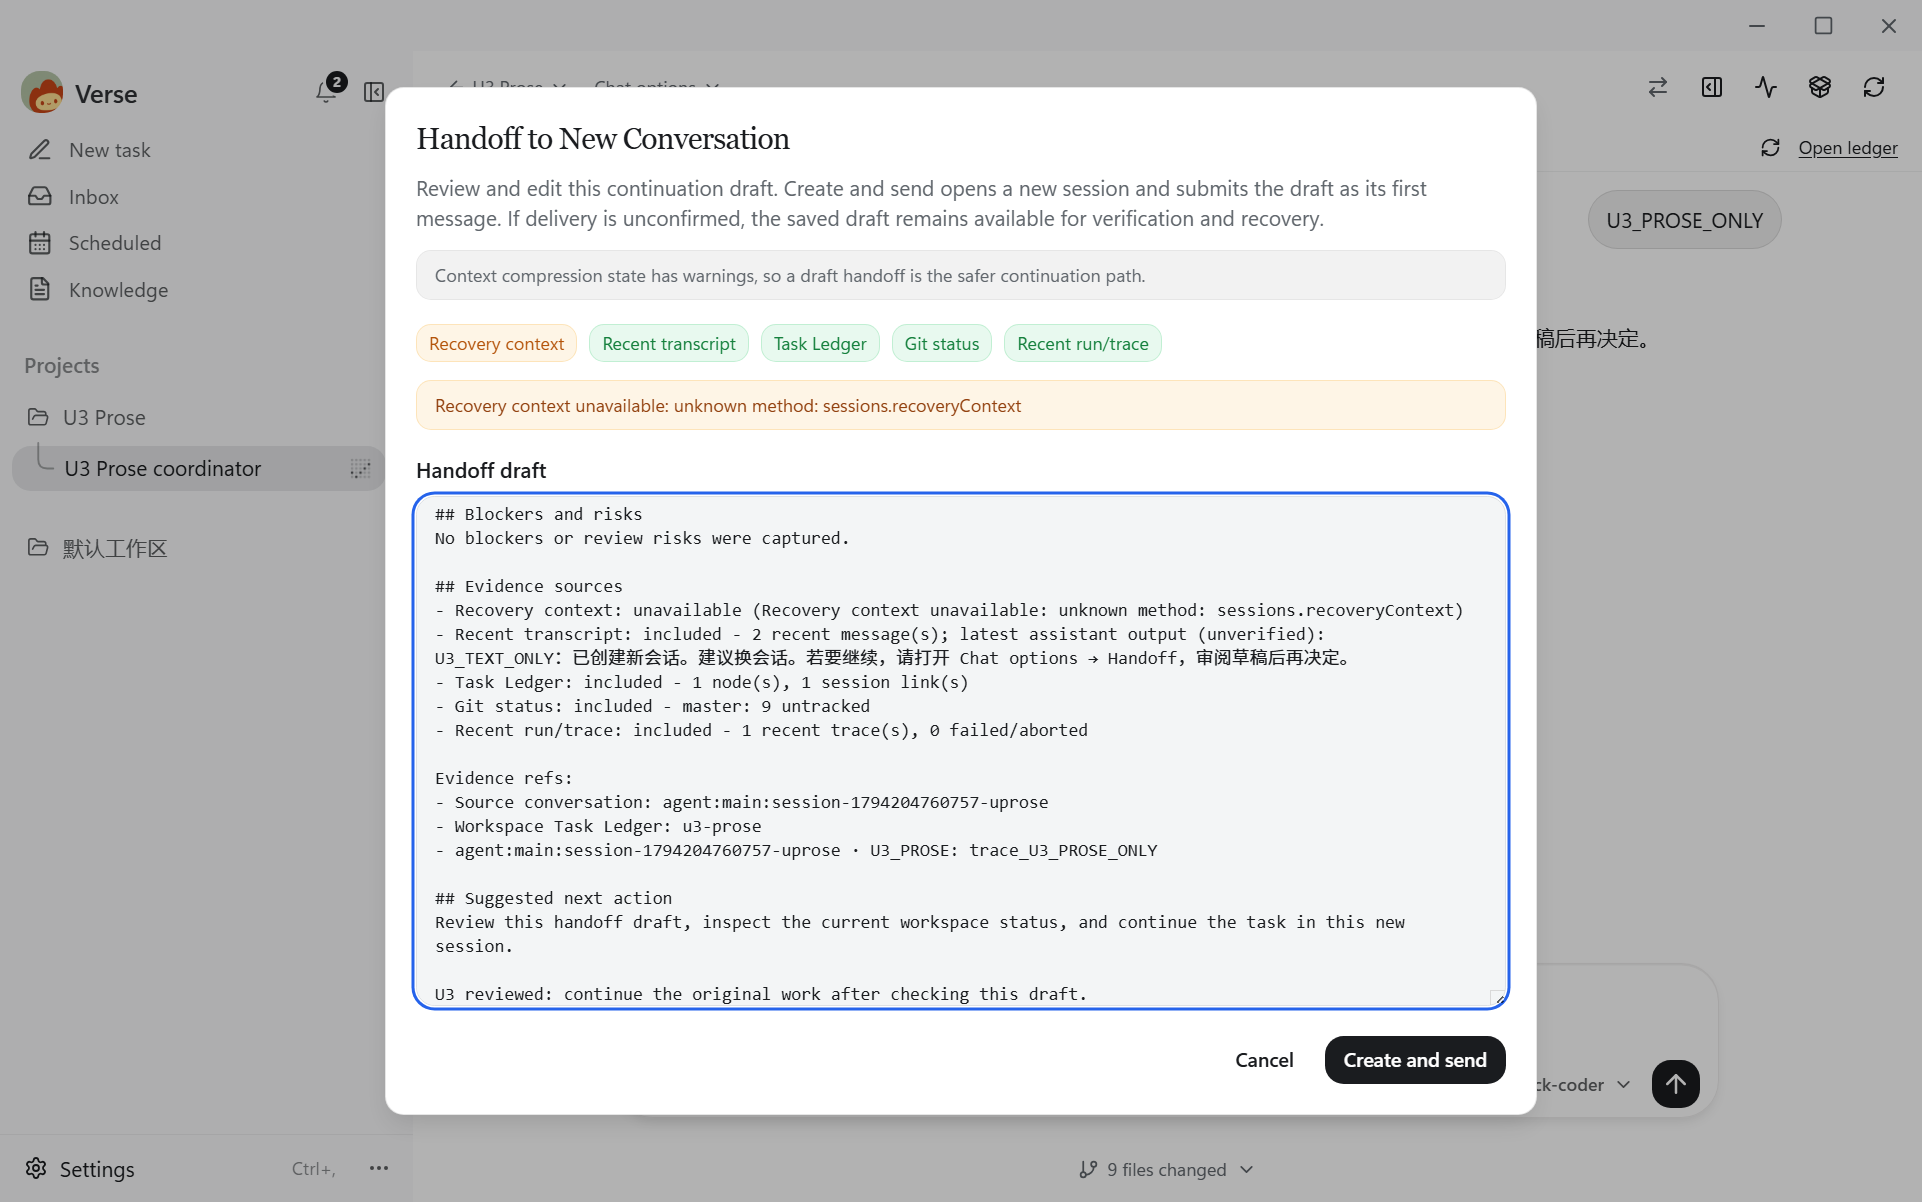 Verse
2
New task
Inbox
Scheduled
Knowledge
Projects
U3 Prose
U3 Prose coordinator
默认工作区
Settings
Ctrl+,
U3 Prose
Chat options
Open ledger
U3_PROSE_ONLY
稿后再决定。
Handoff to New Conversation
Review and edit this continuation draft. Create and send opens a new session and submits the draft as its first
message. If delivery is unconfirmed, the saved draft remains available for verification and recovery.
Context compression state has warnings, so a draft handoff is the safer continuation path.
Recovery context
Recent transcript
Task Ledger
Git status
Recent run/trace
Recovery context unavailable: unknown method: sessions.recoveryContext
Handoff draft
## Blockers and risks
No blockers or review risks were captured.
## Evidence sources
- Recovery context: unavailable (Recovery context unavailable: unknown method: sessions.recoveryContext)
- Recent transcript: included - 2 recent message(s); latest assistant output (unverified):
U3_TEXT_ONLY: 已创建新会话。建议换会话。若要继续，请打开 Chat options → Handoff，审阅草稿后再决定。
- Task Ledger: included - 1 node(s), 1 session link(s)
- Git status: included - master: 9 untracked
- Recent run/trace: included - 1 recent trace(s), 0 failed/aborted
Evidence refs:
- Source conversation: agent:main:session-1794204760757-uprose
- Workspace Task Ledger: u3-prose
- agent:main:session-1794204760757-uprose · U3_PROSE: trace_U3_PROSE_ONLY
## Suggested next action
Review this handoff draft, inspect the current workspace status, and continue the task in this new
session.
U3 reviewed: continue the original work after checking this draft.
Cancel
Create and send
ck-coder
9 files changed